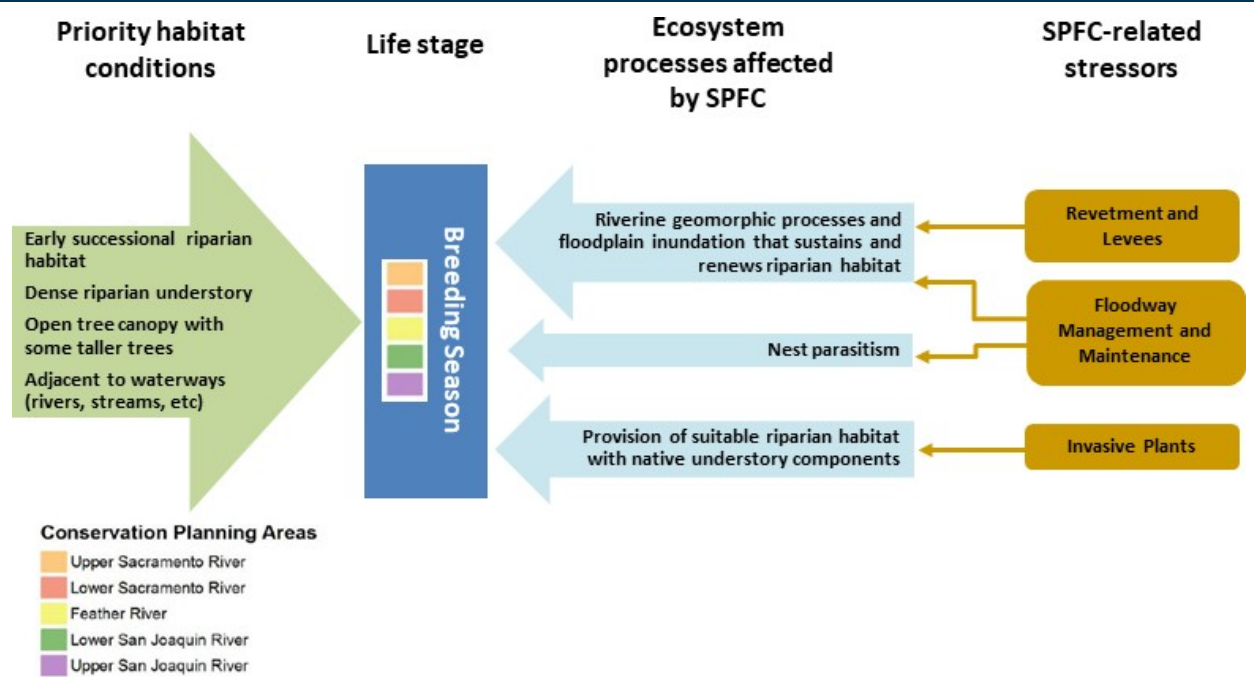 Priority habitat
conditions
Life stage
Ecosystem
processes affected
by SPFC
SPFC-related
stressors
Early successional riparian
habitat
Dense riparian understory
Open tree canopy with
some taller trees
Adjacent to waterways
(rivers, streams, etc)
Breeding Season
Riverine geomorphic processes and
floodplain inundation that sustains and
renews riparian habitat
Nest parasitism
Provision of suitable riparian habitat
with native understory components
Revetment and
Levees
Floodway
Management and
Maintenance
Invasive Plants
Conservation Planning Areas
Upper Sacramento River
Lower Sacramento River
Feather River
Lower San Joaquin River
Upper San Joaquin River